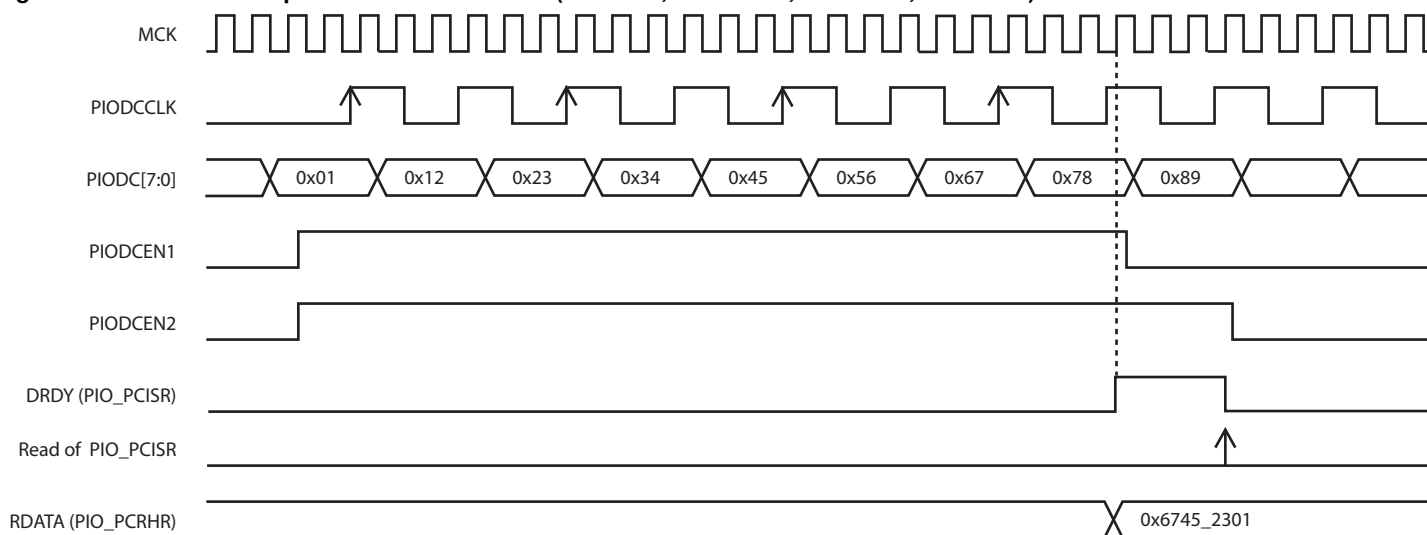 MCK
PIODCCLK
PIODC[7:0] 0x01 0x12 0x23 0x34 0x45 0x56 0x67 0x78 0x89
PIODCEN1
PIODCEN2
DRDY (PIO_PCISR)
Read of PIO_PCISR
RDATA (PIO_PCRHR) 0x6745_2301